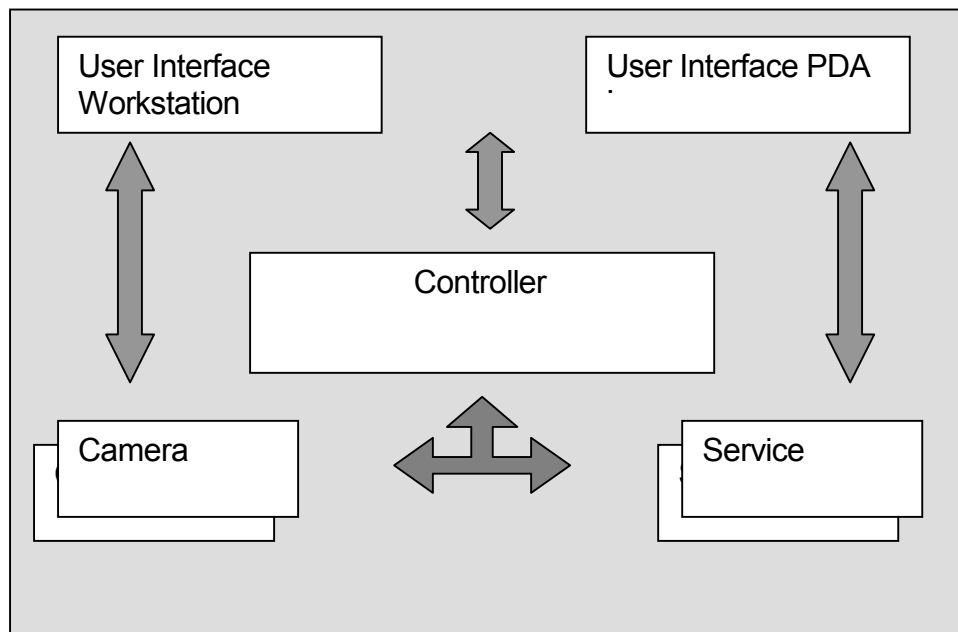 User Interface
Workstation
User Interface PDA
Controller
Camera
Service